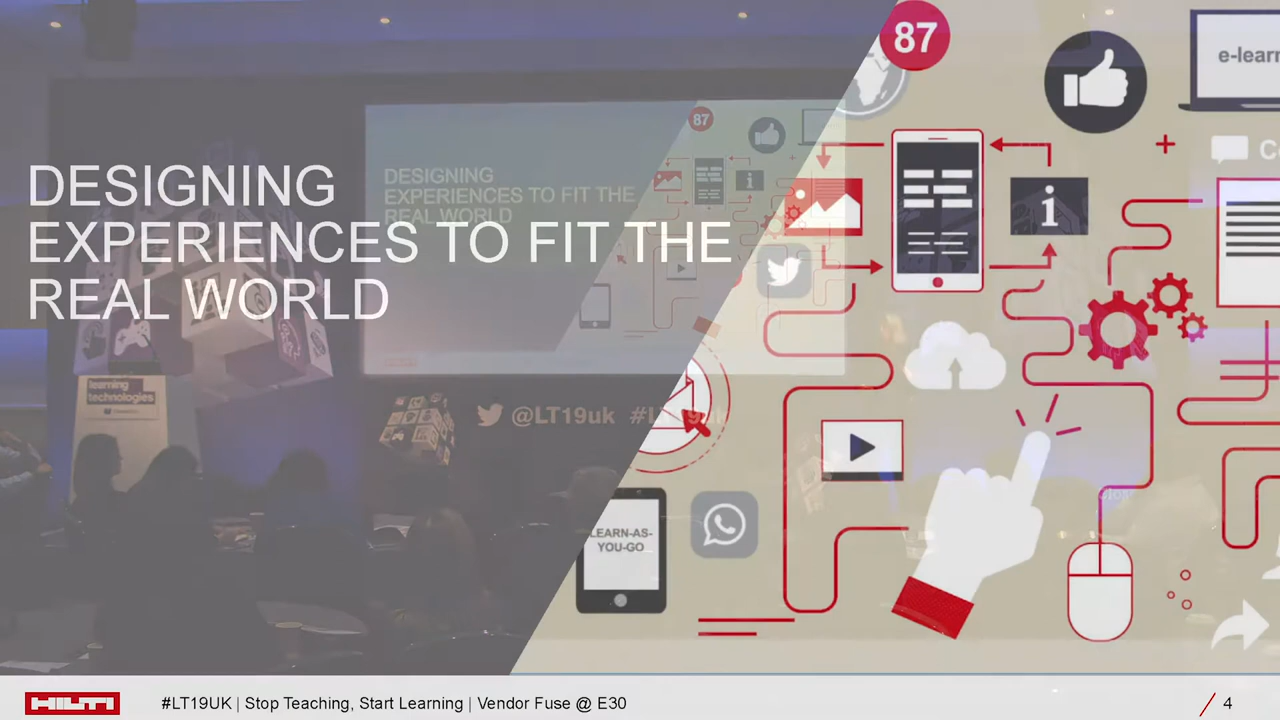 87
e-learn
DESIGNING
EXPERIENCES TO FIT THE
REAL WORLD
87
DESIGNING
EXPERIENCES TO FIT THE
REAL WORLD
i
i
learning
technologies
@LT19uk #LT19uk
LEARN-AS-
YOU-GO
HILTI
#LT19UK | Stop Teaching, Start Learning | Vendor Fuse @ E30
4